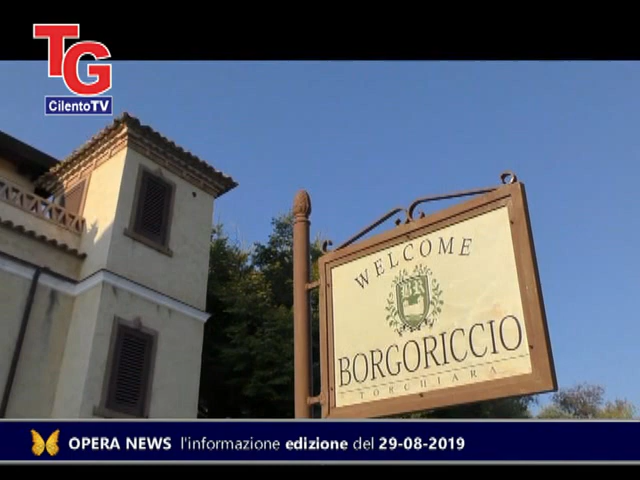 TG
CilentoTV
WELCOME
BORGORICCIO
TORCHIARA
OPERA NEWS l'informazione edizione del 29-08-2019